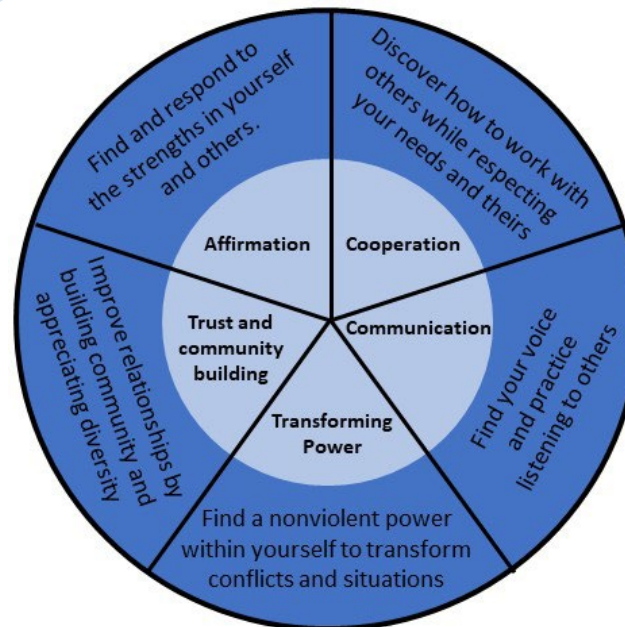 Find and respond to
the strengths in yourself
and others.
Discover how to work with
others while respecting
your needs and theirs
Affirmation
Cooperation
Improve relationships by
building community and
appreciating diversity
Trust and
community
building
Communication
Find your voice
and practice
listening to others
Transforming
Power
Find a nonviolent power
within yourself to transform
conflicts and situations